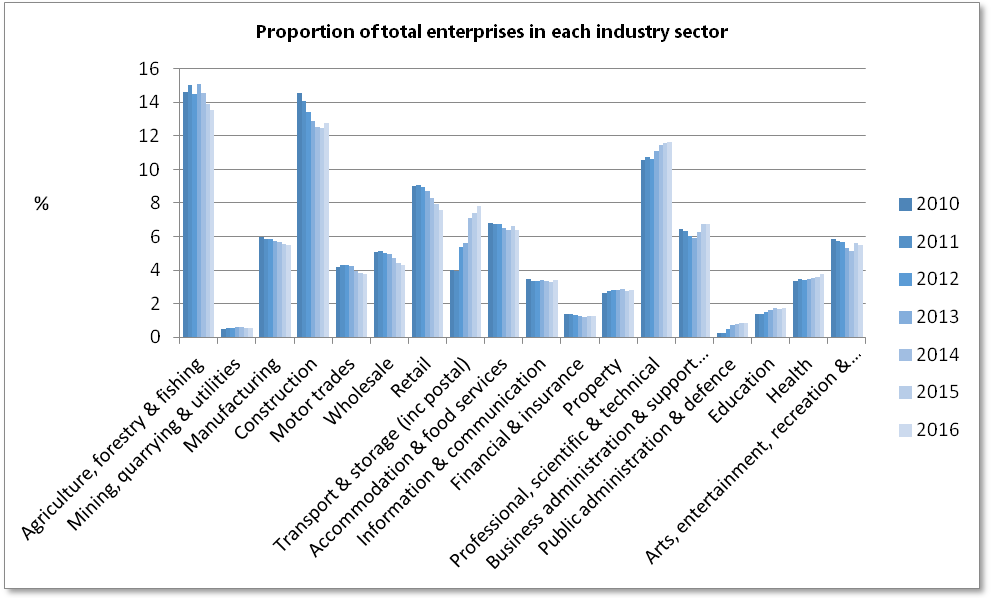 Proportion of total enterprises in each industry sector
16
14
12
10
8
6
4
2
0
%
Agriculture, forestry & fishing
Mining, quarrying & utilities
Manufacturing
Construction
Motor trades
Wholesale
Retail
Transport & storage (inc postal)
Accommodation & food services
Information & communication
Financial & insurance
Property
Professional, scientific & technical
Business administration & support...
Public administration & defence
Education
Health
Arts, entertainment, recreation &...
2010
2011
2012
2013
2014
2015
2016